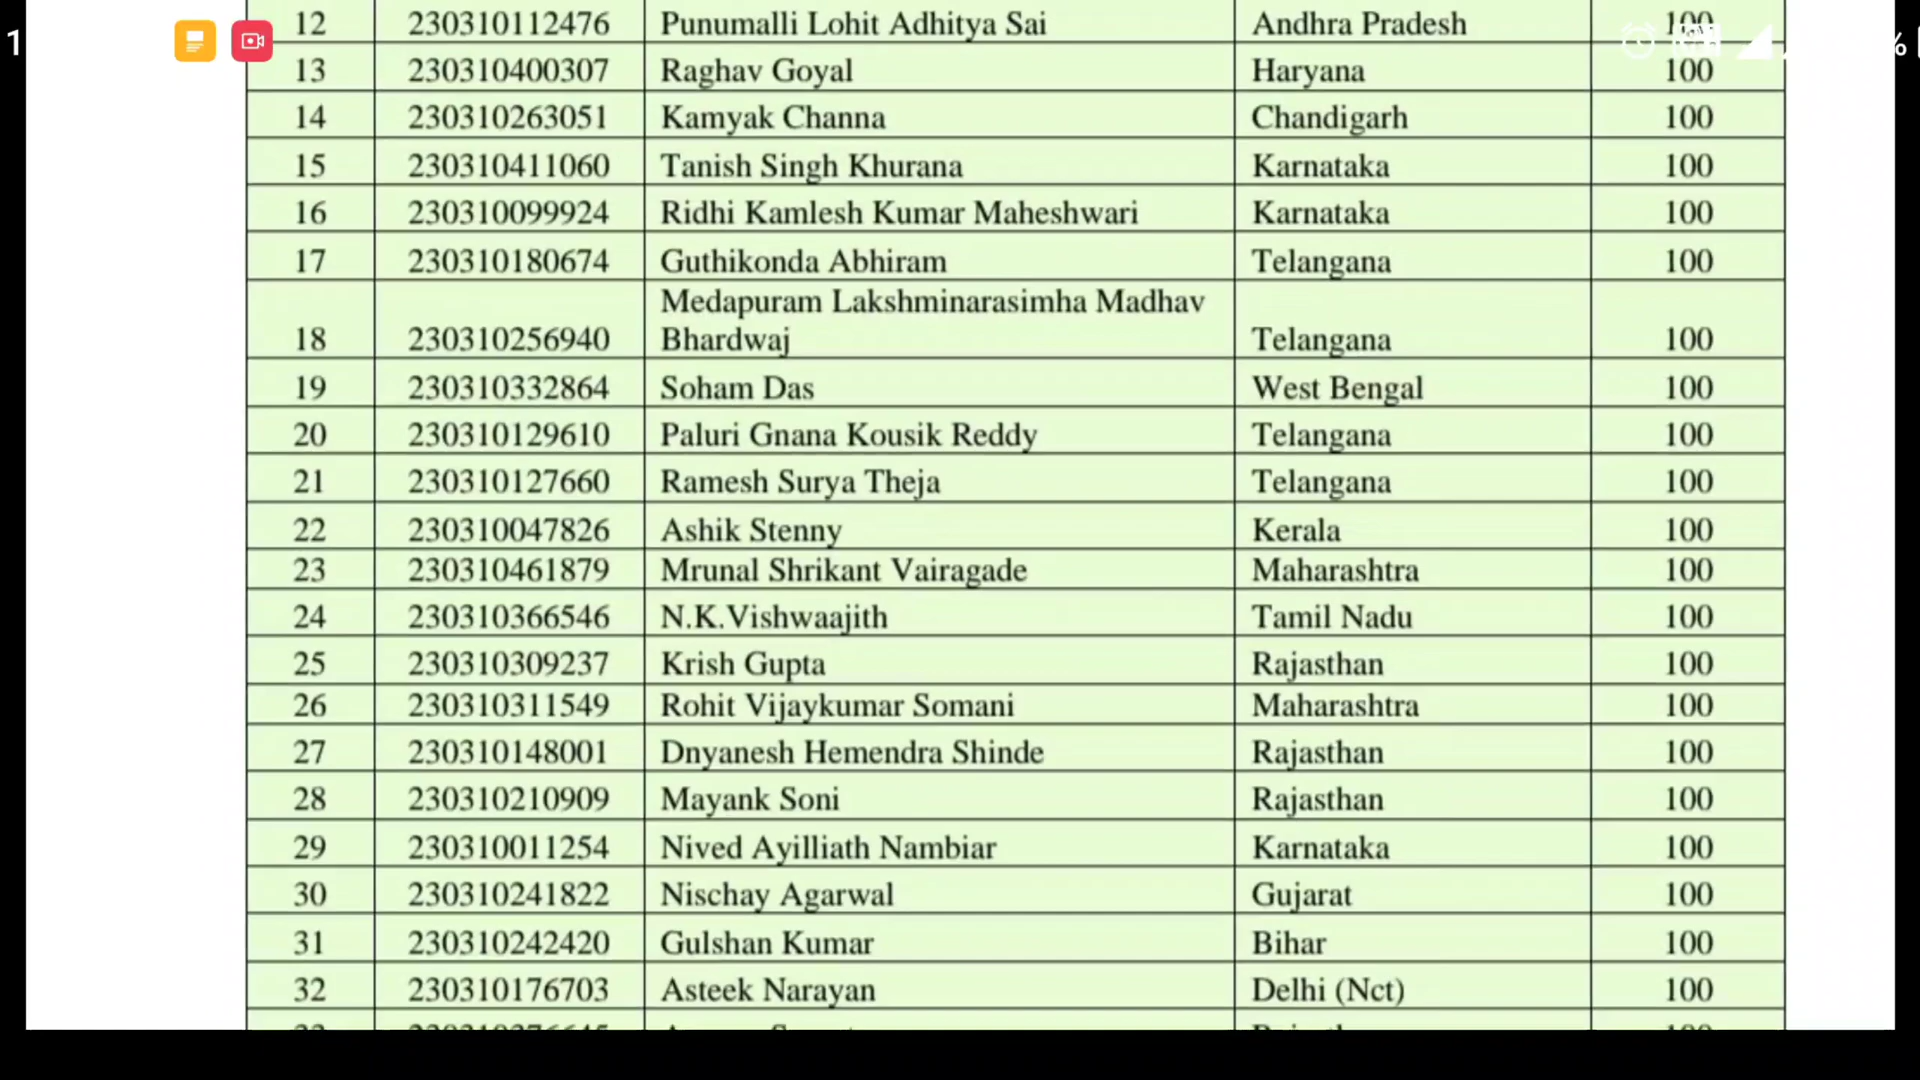 1
12 230310112476 Punumalli Lohit Adhitya Sai Andhra Pradesh 100 %
13 230310400307 Raghav Goyal Haryana 100
14 230310263051 Kamyak Channa Chandigarh 100
15 230310411060 Tanish Singh Khurana Karnataka 100
16 230310099924 Ridhi Kamlesh Kumar Maheshwari Karnataka 100
17 230310180674 Guthikonda Abhiram Telangana 100
Medapuram Lakshminarasimha Madhav
18 230310256940 Bhardwaj Telangana 100
19 230310332864 Soham Das West Bengal 100
20 230310129610 Paluri Gnana Kousik Reddy Telangana 100
21 230310127660 Ramesh Surya Theja Telangana 100
22 230310047826 Ashik Stenny Kerala 100
23 230310461879 Mrunal Shrikant Vairagade Maharashtra 100
24 230310366546 N.K.Vishwaajith Tamil Nadu 100
25 230310309237 Krish Gupta Rajasthan 100
26 230310311549 Rohit Vijaykumar Somani Maharashtra 100
27 230310148001 Dnyanesh Hemendra Shinde Rajasthan 100
28 230310210909 Mayank Soni Rajasthan 100
29 230310011254 Nived Ayilliath Nambiar Karnataka 100
30 230310241822 Nischay Agarwal Gujarat 100
31 230310242420 Gulshan Kumar Bihar 100
32 230310176703 Asteek Narayan Delhi (Nct) 100